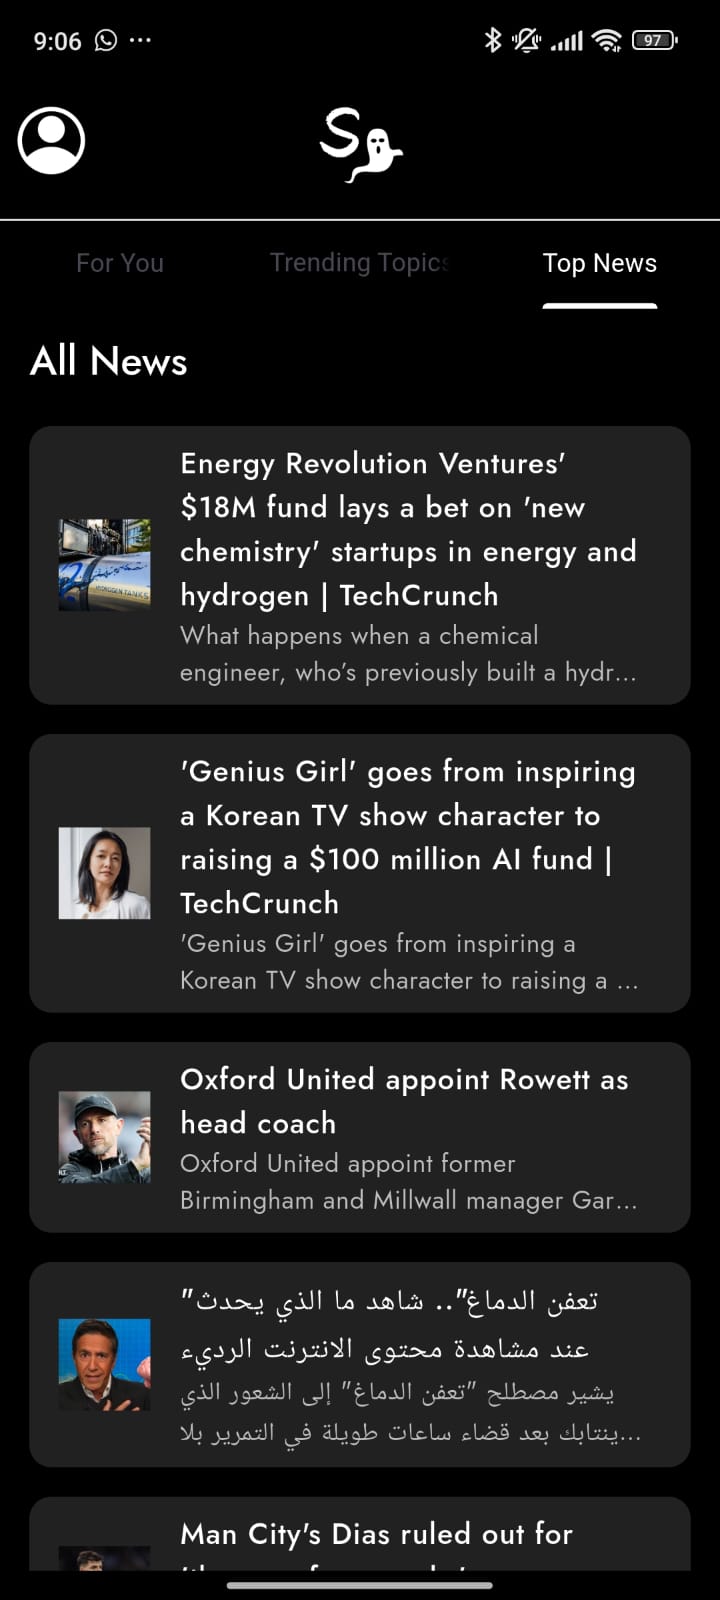 9:06
97
S
For You
Trending Topics
Top News
All News
Energy Revolution Ventures'
$18M fund lays a bet on 'new
chemistry' startups in energy and
hydrogen | TechCrunch
What happens when a chemical
engineer, who's previously built a hydr...
HYDROGEN TANKS
'Genius Girl' goes from inspiring
a Korean TV show character to
raising a $100 million AI fund |
TechCrunch
'Genius Girl' goes from inspiring a
Korean TV show character to raising a ...
Oxford United appoint Rowett as
head coach
Oxford United appoint former
Birmingham and Millwall manager Gar...
"تعفن الدماغ".. شاهد ما الذي يحدث
عند مشاهدة محتوى الانترنت الرديء
يشير مصطلح "تعفن الدماغ" إلى الشعور الذي
ينتابك بعد قضاء ساعات طويلة في التمرير بلا...
Man City's Dias ruled out for